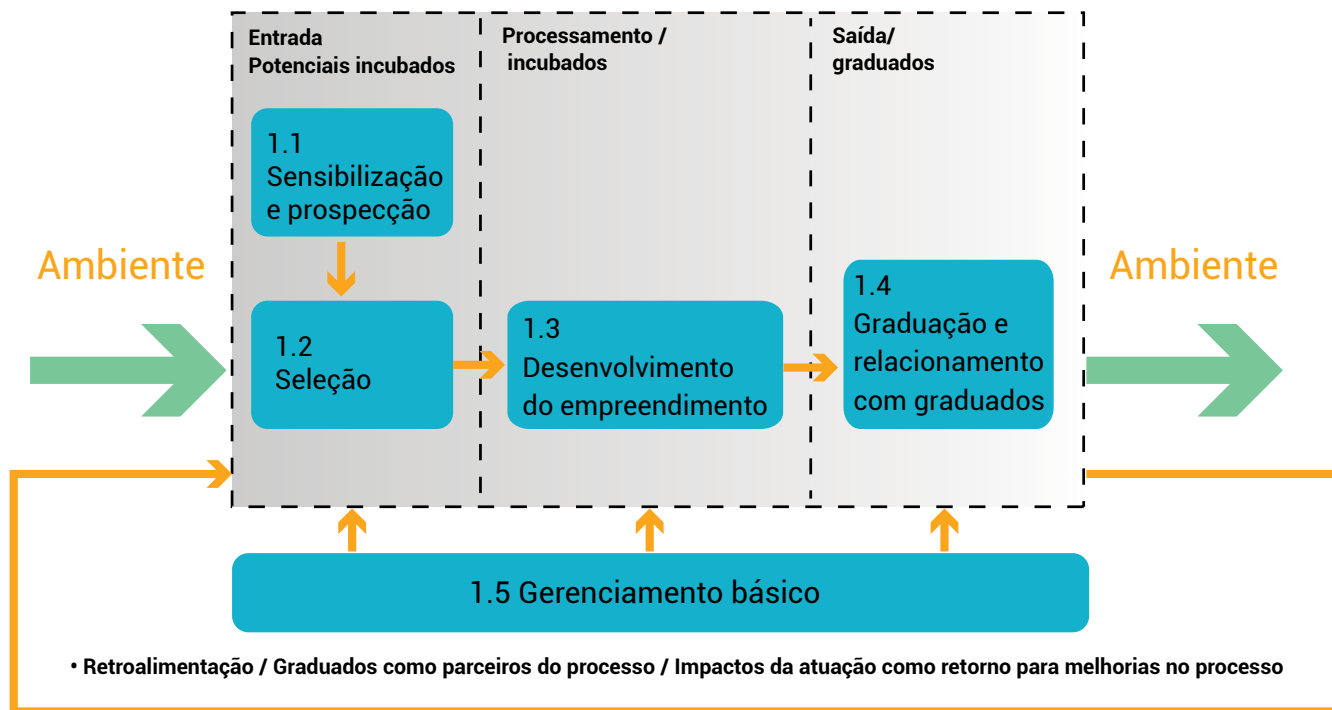 Entrada
Potenciais incubados
Processamento /
incubados
Saída/
graduados
1.1
Sensibilização
e prospecção
Ambiente
Ambiente
1.2
Seleção
1.3
Desenvolvimento
do empreendimento
1.4
Graduação e
relacionamento
com graduados
1.5 Gerenciamento básico
• Retroalimentação / Graduados como parceiros do processo / Impactos da atuação como retorno para melhorias no processo